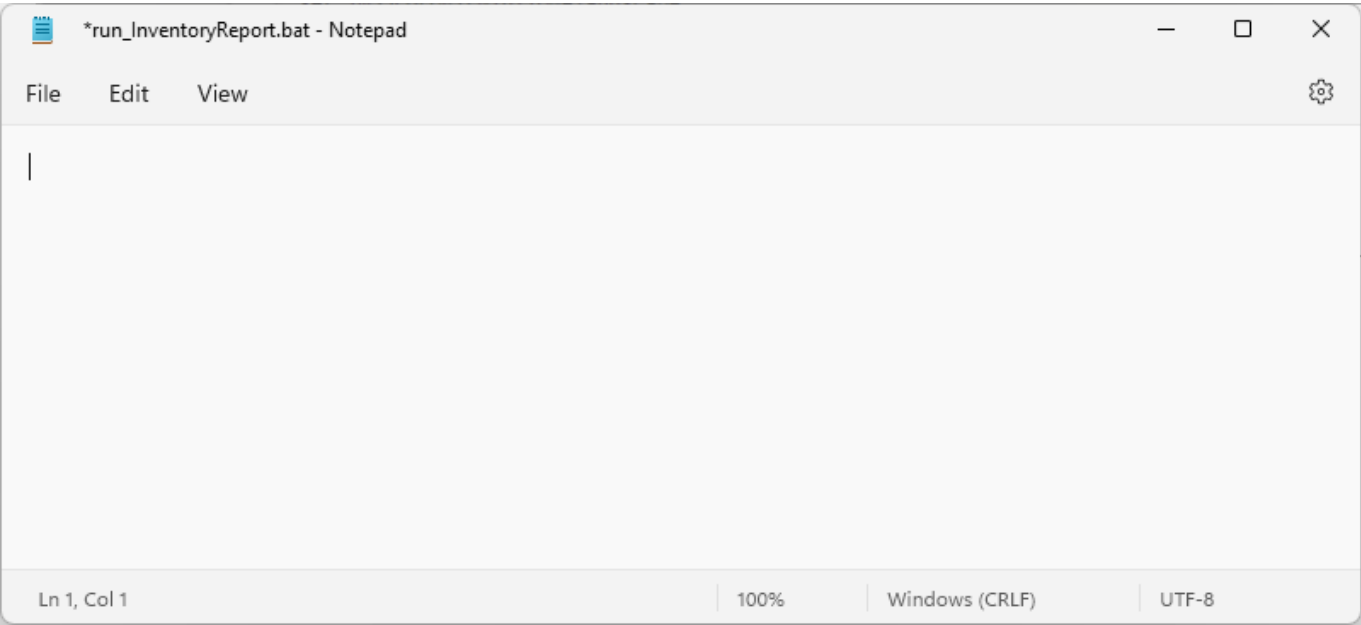 *run_InventoryReport.bat - Notepad
File Edit View
Ln 1, Col 1 100% Windows (CRLF) UTF-8